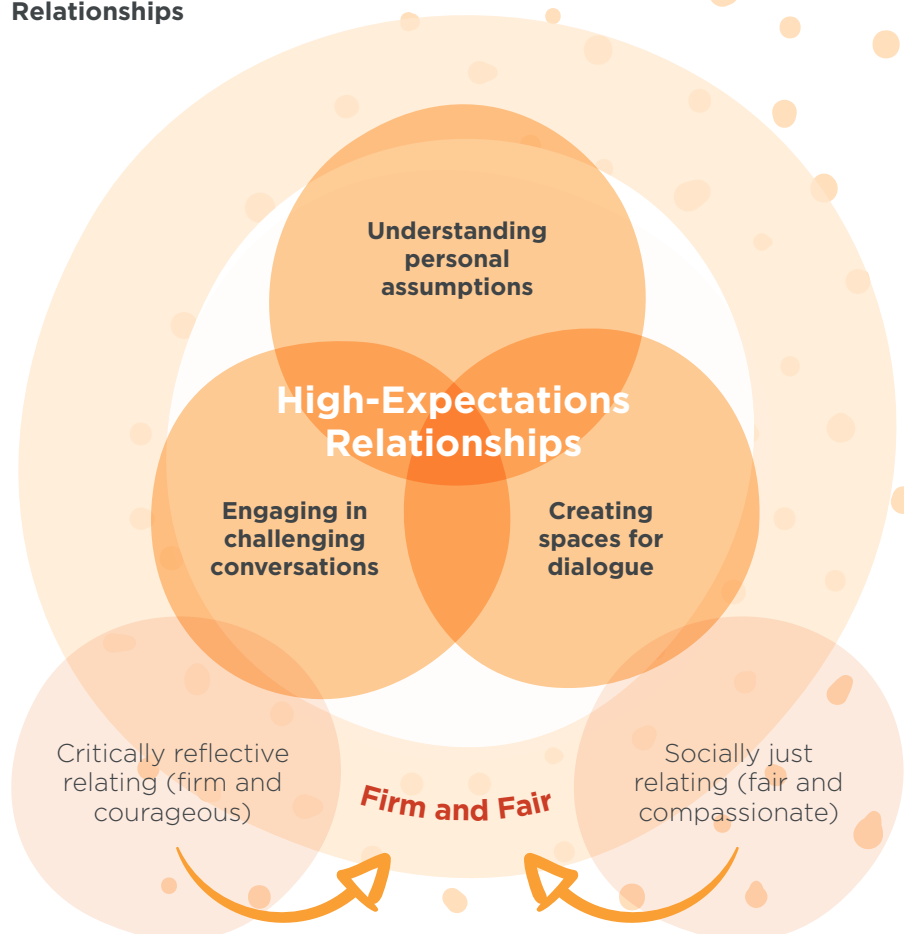 Relationships
Understanding
personal
assumptions
High-Expectations
Relationships
Engaging in
challenging
conversations
Creating
spaces for
dialogue
Critically reflective
relating (firm and
courageous)
Firm and Fair
Socially just
relating (fair and
compassionate)